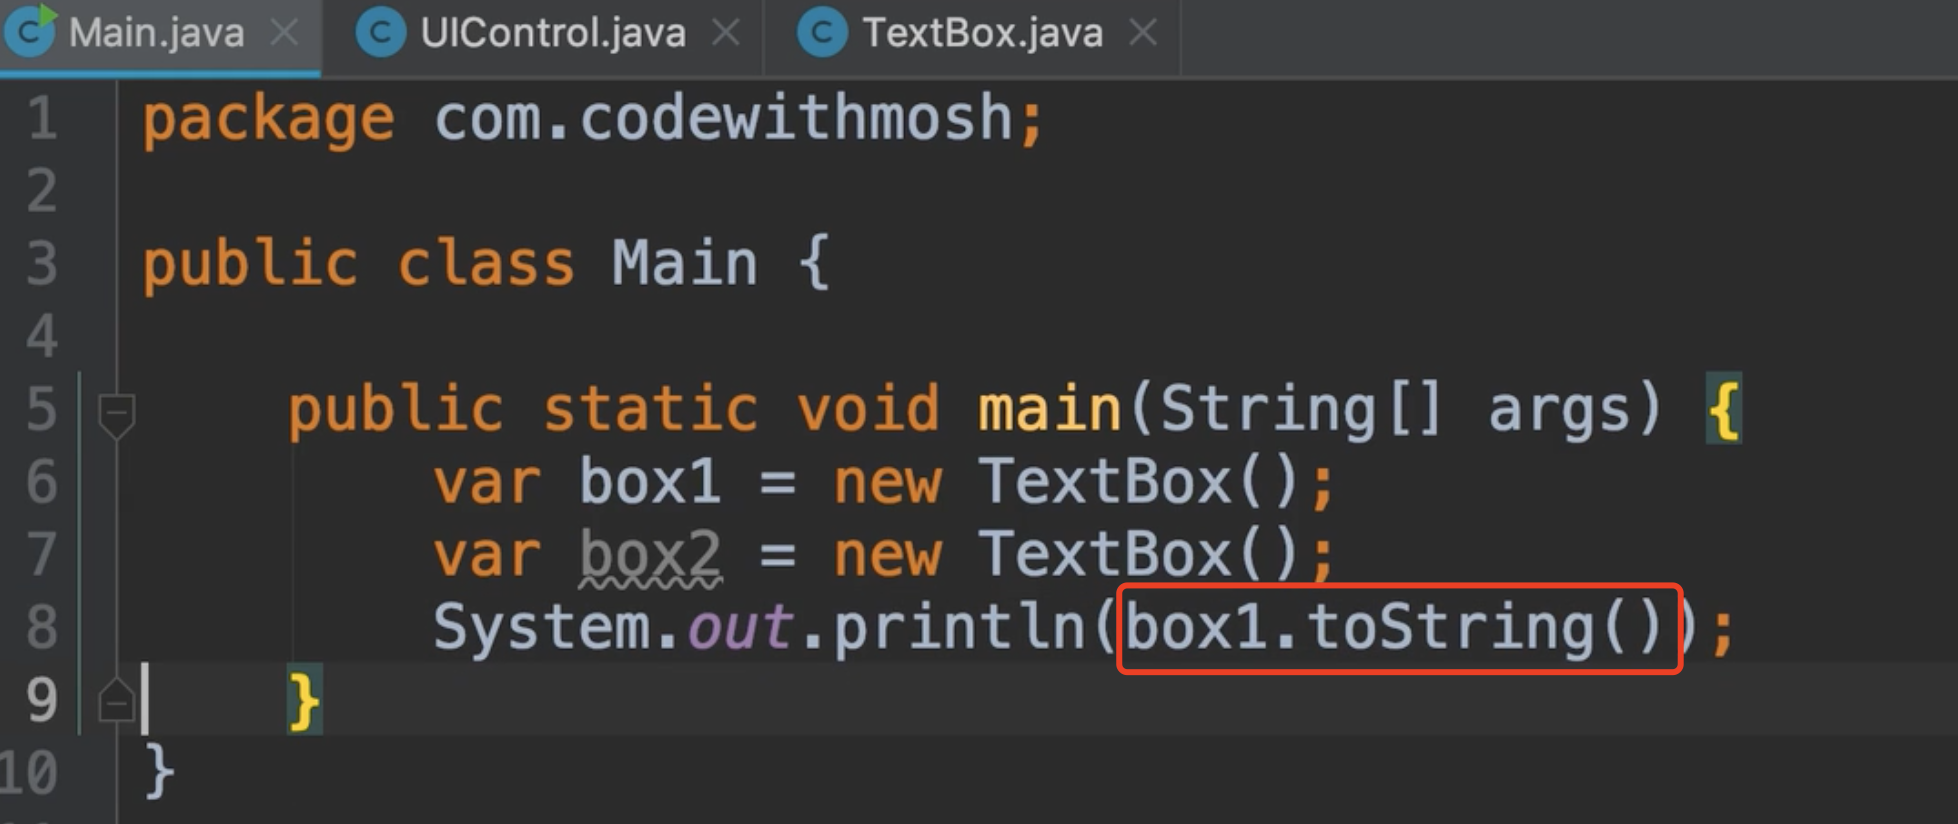 Main.java UIControl.java TextBox.java
1 package com.codewithmosh;
2
3 public class Main {
4
5     public static void main(String[] args) {
6         var box1 = new TextBox();
7         var box2 = new TextBox();
8         System.out.println(box1.toString());
9     }
10 }